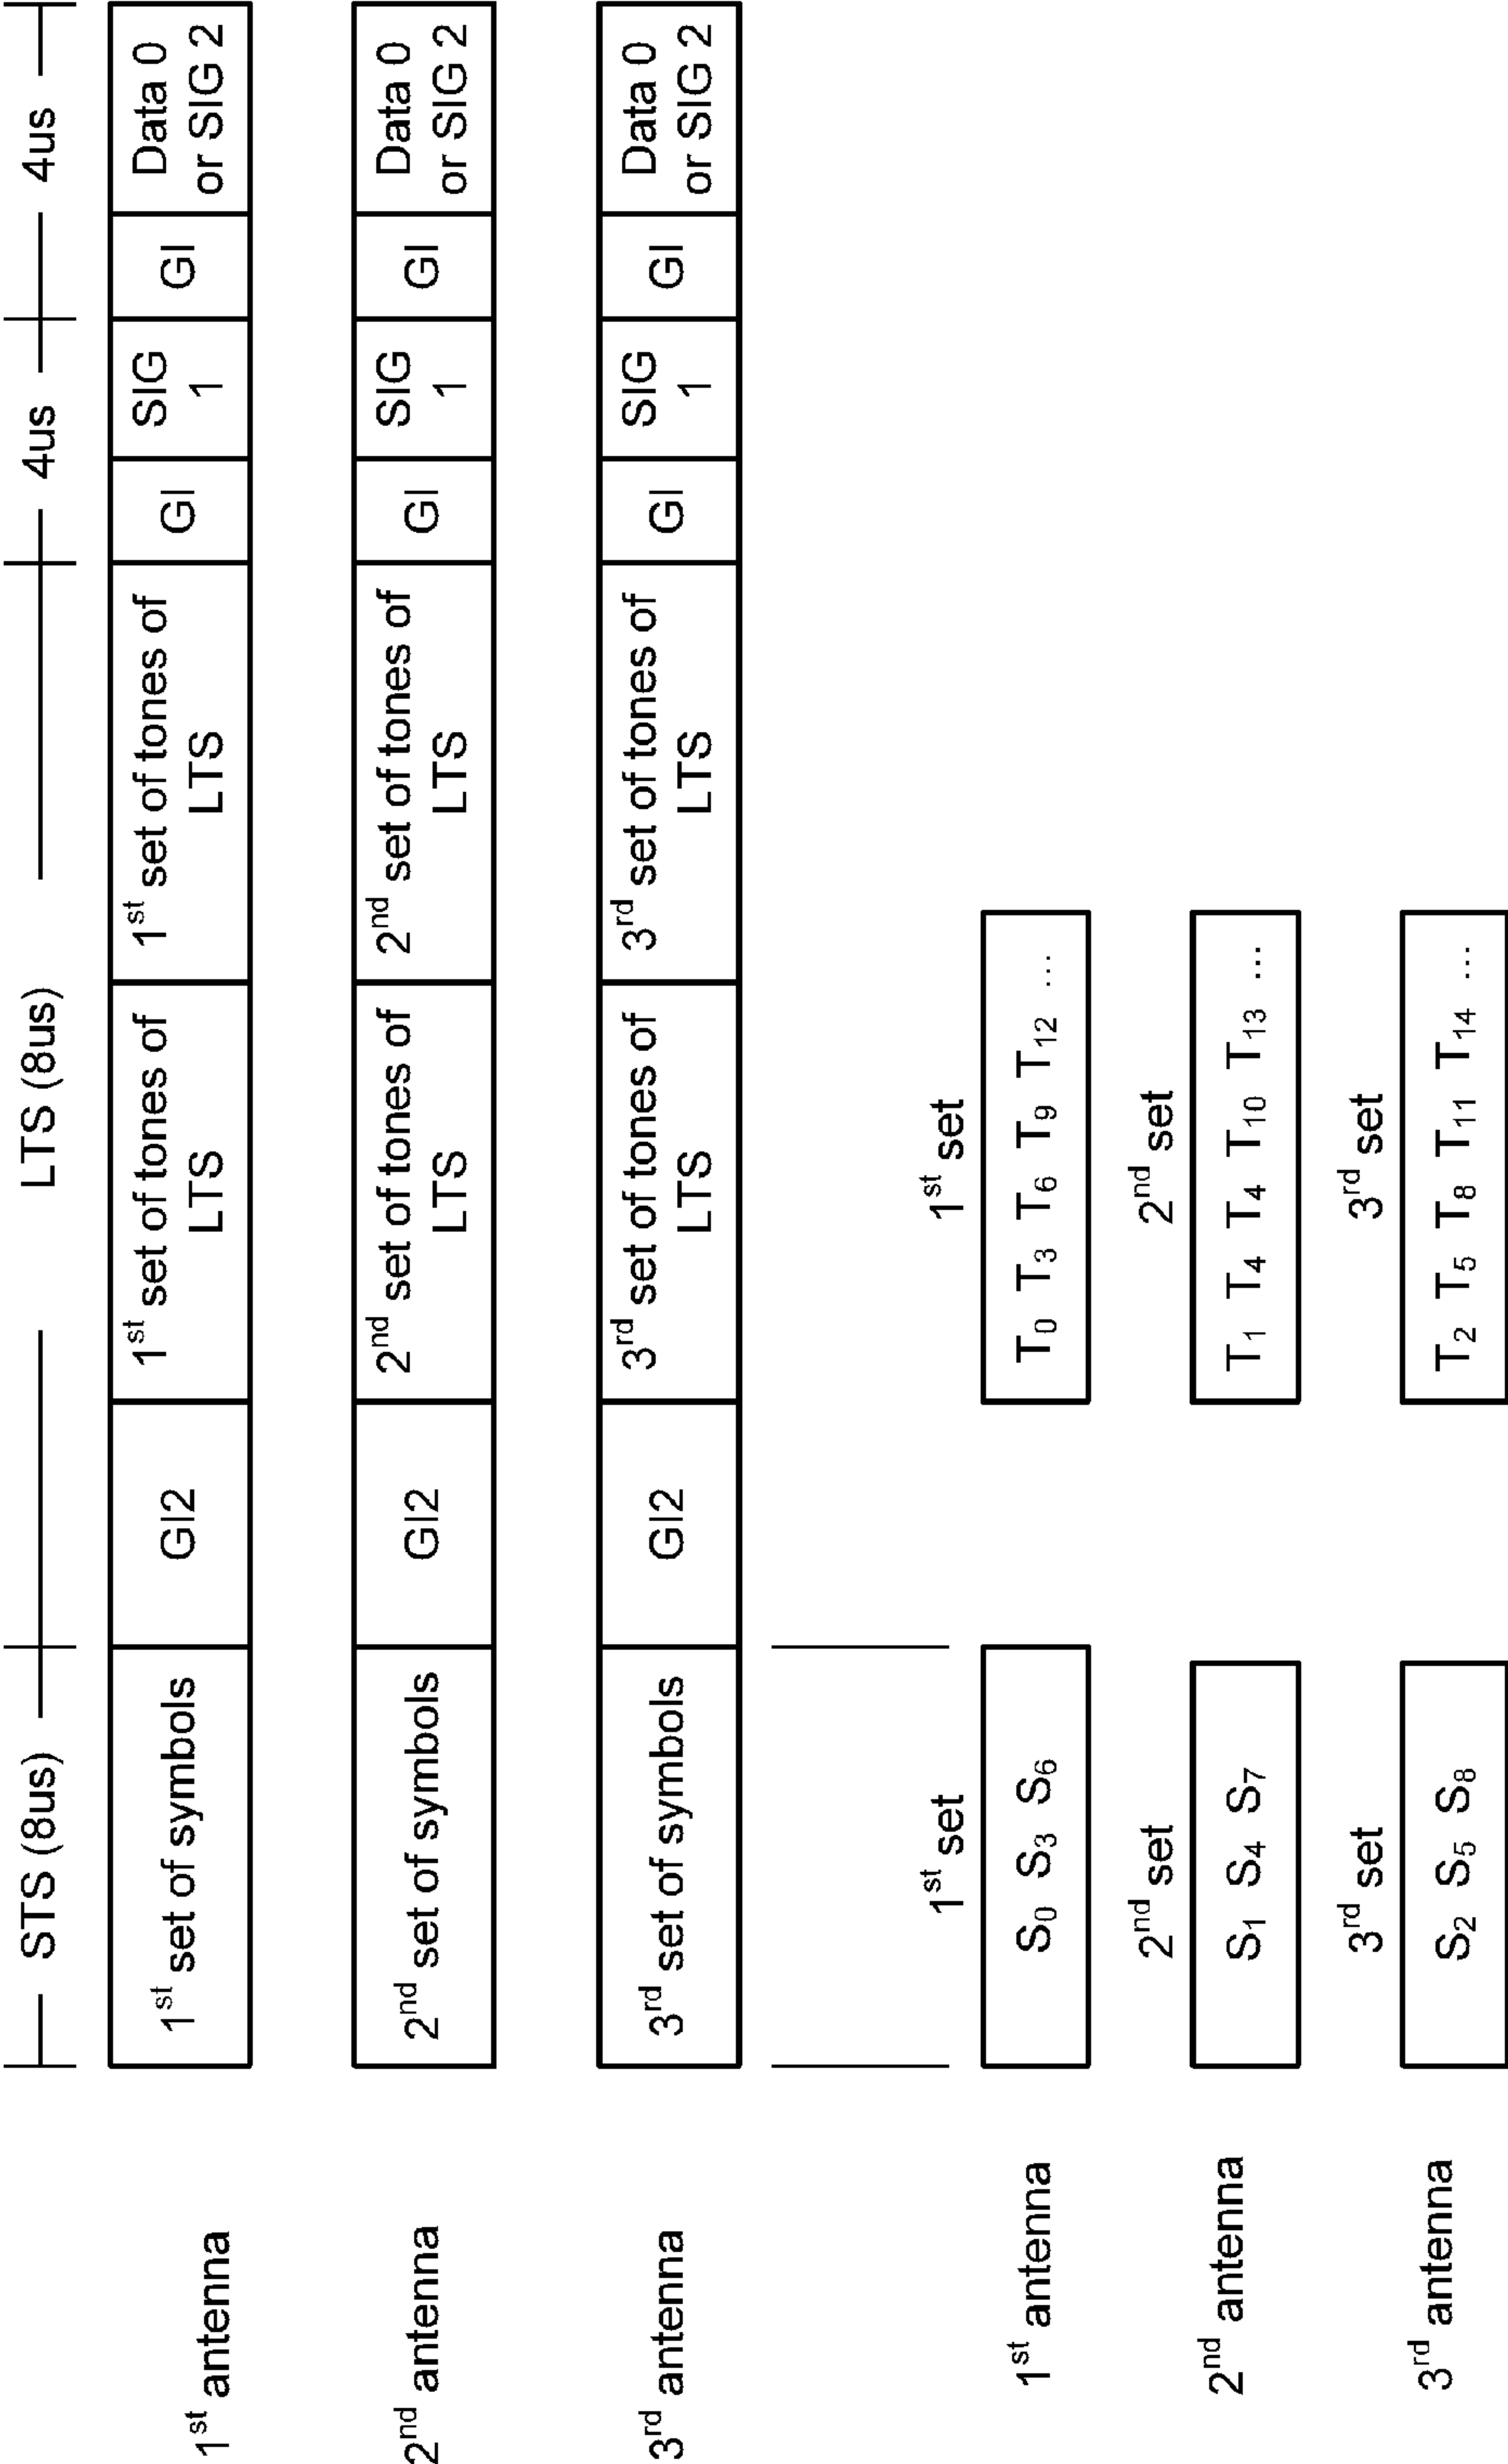 STS (8us) LTS (8us) 4us 4us
1st antenna
1st set of symbols
GI2
1st set of tones of
LTS
1st set of tones of
LTS
GI
SIG
1
GI
Data 0
or SIG 2
2nd antenna
2nd set of symbols
GI2
2nd set of tones of
LTS
2nd set of tones of
LTS
GI
SIG
1
GI
Data 0
or SIG 2
3rd antenna
3rd set of symbols
GI2
3rd set of tones of
LTS
3rd set of tones of
LTS
GI
SIG
1
GI
Data 0
or SIG 2
1st set
1st set
1st antenna
S0 S3 S6
T0 T3 T6 T9 T12 ...
2nd set
2nd set
2nd antenna
S1 S4 S7
T1 T4 T4 T10 T13 ...
3rd set
3rd set
3rd antenna
S2 S5 S8
T2 T5 T8 T11 T14 ...